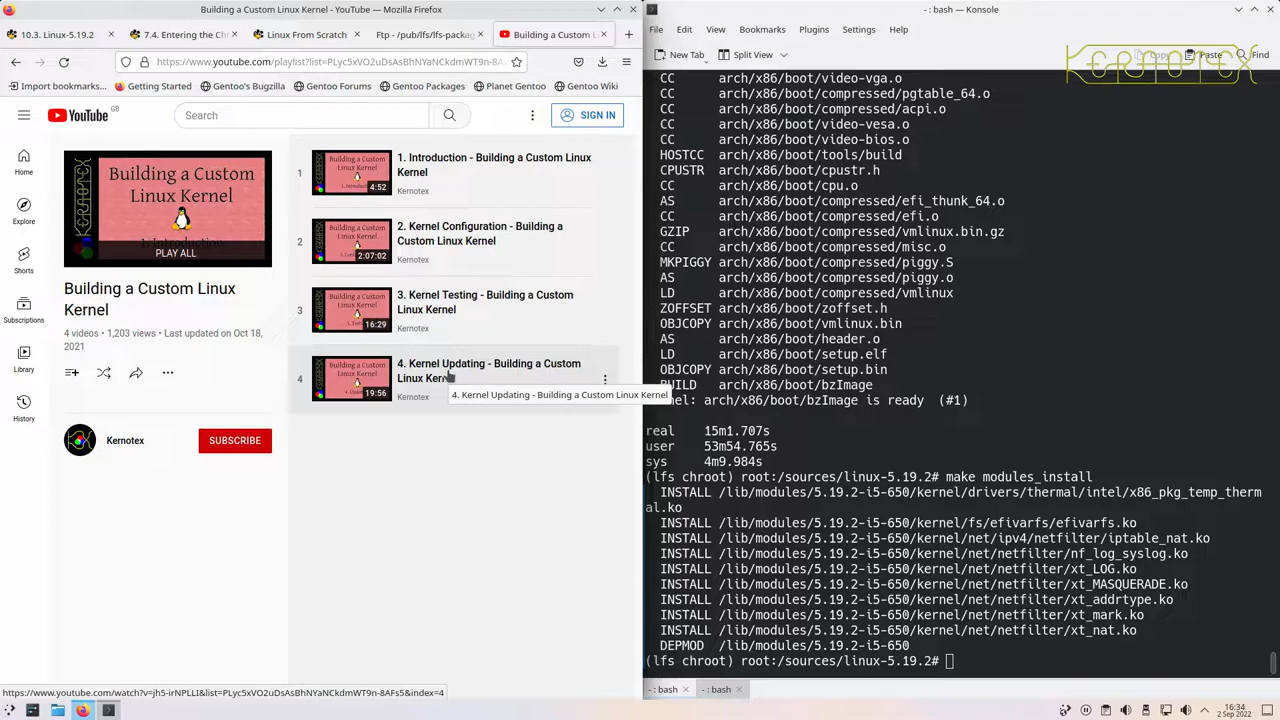 Building a Custom Linux Kernel - YouTube — Mozilla Firefox
10.3. Linux-5.19.2
7.4. Entering the Ch
Linux From Scratch
Ftp - /pub/lfs/lfs-packag
Building a Custom L
https://www.youtube.com/playlist?list=PLyc5xVO2uDsAsBhNYaNCkdmWT9n-8A
Import bookmarks...
Getting Started
Gentoo's Bugzilla
Gentoo Forums
Gentoo Packages
Planet Gentoo
Gentoo Wiki
YouTube
GB
Search
SIGN IN
Home
Explore
Shorts
Subscriptions
Library
History
KERNOTEX
Building a Custom
Linux Kernel
1. Introduction
PLAY ALL
Building a Custom Linux
Kernel
4 videos • 1,203 views • Last updated on Oct 18,
2021
Kernotex
SUBSCRIBE
1
4:52
1. Introduction - Building a Custom Linux
Kernel
Kernotex
2
2:07:02
2. Kernel Configuration - Building a
Custom Linux Kernel
Kernotex
3
16:29
3. Kernel Testing - Building a Custom
Linux Kernel
Kernotex
4
19:56
4. Kernel Updating - Building a Custom
Linux Kernel
Kernotex
4. Kernel Updating - Building a Custom Linux Kernel
https://www.youtube.com/watch?v=jh5-irNPLLI&list=PLyc5xVO2uDsAsBhNYaNCkdmWT9n-8AFs5&index=4
- : bash — Konsole
File Edit View Bookmarks Plugins Settings Help
New Tab
Split View
Copy
Paste
Find
KERNOTEX
CC arch/x86/boot/video-vga.o
CC arch/x86/boot/compressed/pgtable_64.o
CC arch/x86/boot/compressed/acpi.o
CC arch/x86/boot/video-vesa.o
CC arch/x86/boot/video-bios.o
HOSTCC arch/x86/boot/tools/build
CPUSTR arch/x86/boot/cpustr.h
CC arch/x86/boot/cpu.o
AS arch/x86/boot/compressed/efi_thunk_64.o
CC arch/x86/boot/compressed/efi.o
GZIP arch/x86/boot/compressed/vmlinux.bin.gz
CC arch/x86/boot/compressed/misc.o
MKPIGGY arch/x86/boot/compressed/piggy.S
AS arch/x86/boot/compressed/piggy.o
LD arch/x86/boot/compressed/vmlinux
ZOFFSET arch/x86/boot/zoffset.h
OBJCOPY arch/x86/boot/vmlinux.bin
AS arch/x86/boot/header.o
LD arch/x86/boot/setup.elf
OBJCOPY arch/x86/boot/setup.bin
BUILD arch/x86/boot/bzImage
nel: arch/x86/boot/bzImage is ready (#1)
real 15m1.707s
user 53m54.765s
sys 4m9.984s
(lfs chroot) root:/sources/linux-5.19.2# make modules_install
INSTALL /lib/modules/5.19.2-i5-650/kernel/drivers/thermal/intel/x86_pkg_temp_therm
al.ko
INSTALL /lib/modules/5.19.2-i5-650/kernel/fs/efivarfs/efivarfs.ko
INSTALL /lib/modules/5.19.2-i5-650/kernel/net/ipv4/netfilter/iptable_nat.ko
INSTALL /lib/modules/5.19.2-i5-650/kernel/net/netfilter/nf_log_syslog.ko
INSTALL /lib/modules/5.19.2-i5-650/kernel/net/netfilter/xt_LOG.ko
INSTALL /lib/modules/5.19.2-i5-650/kernel/net/netfilter/xt_MASQUERADE.ko
INSTALL /lib/modules/5.19.2-i5-650/kernel/net/netfilter/xt_addrtype.ko
INSTALL /lib/modules/5.19.2-i5-650/kernel/net/netfilter/xt_mark.ko
INSTALL /lib/modules/5.19.2-i5-650/kernel/net/netfilter/xt_nat.ko
DEPMOD /lib/modules/5.19.2-i5-650
(lfs chroot) root:/sources/linux-5.19.2#
- : bash
- : bash
16:34
2 Sep 2022